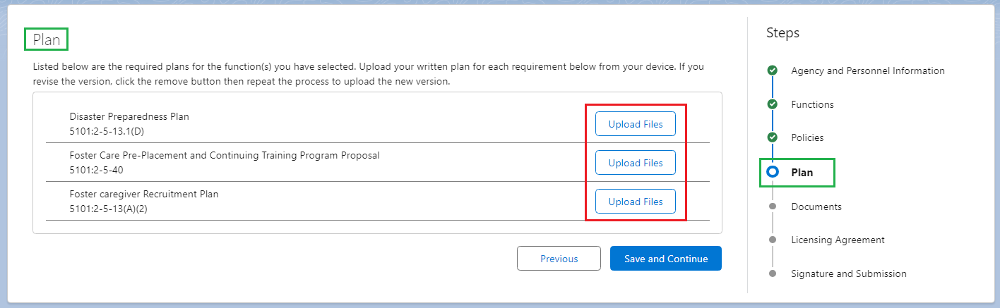 Plan
Listed below are the required plans for the function(s) you have selected. Upload your written plan for each requirement below from your device. If you
revise the version, click the remove button then repeat the process to upload the new version.
Disaster Preparedness Plan
5101:2-5-13.1(D)
Upload Files
Foster Care Pre-Placement and Continuing Training Program Proposal
5101:2-5-40
Upload Files
Foster caregiver Recruitment Plan
5101:2-5-13(A)(2)
Upload Files
Previous
Save and Continue
Steps
Agency and Personnel Information
Functions
Policies
Plan
Documents
Licensing Agreement
Signature and Submission